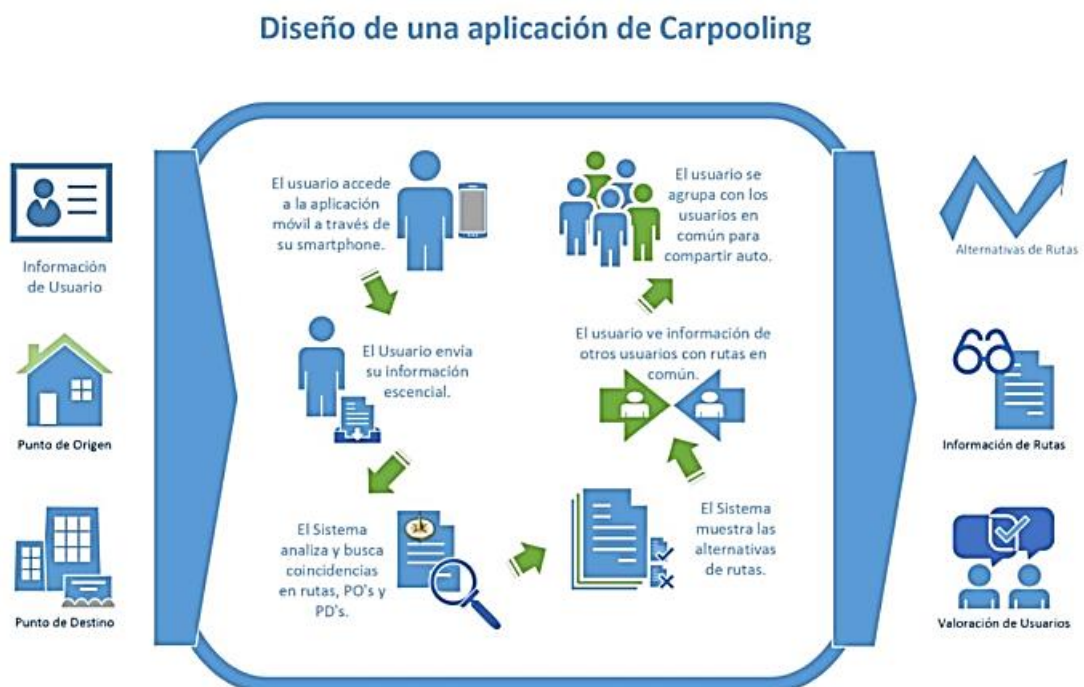 Diseño de una aplicación de Carpooling
Información
de Usuario
Punto de Origen
Punto de Destino
El usuario accede
a la aplicación
móvil a través de
su smartphone.
El Usuario envía
su información
escencial.
El Sistema
analiza y busca
coincidencias
en rutas, PO's y
PD's.
El Sistema
muestra las
alternativas
de rutas.
El usuario ve información de
otros usuarios con rutas en
común.
El usuario se
agrupa con los
usuarios en
común para
compartir auto.
Alternativas de Rutas
Información de Rutas
Valoración de Usuarios